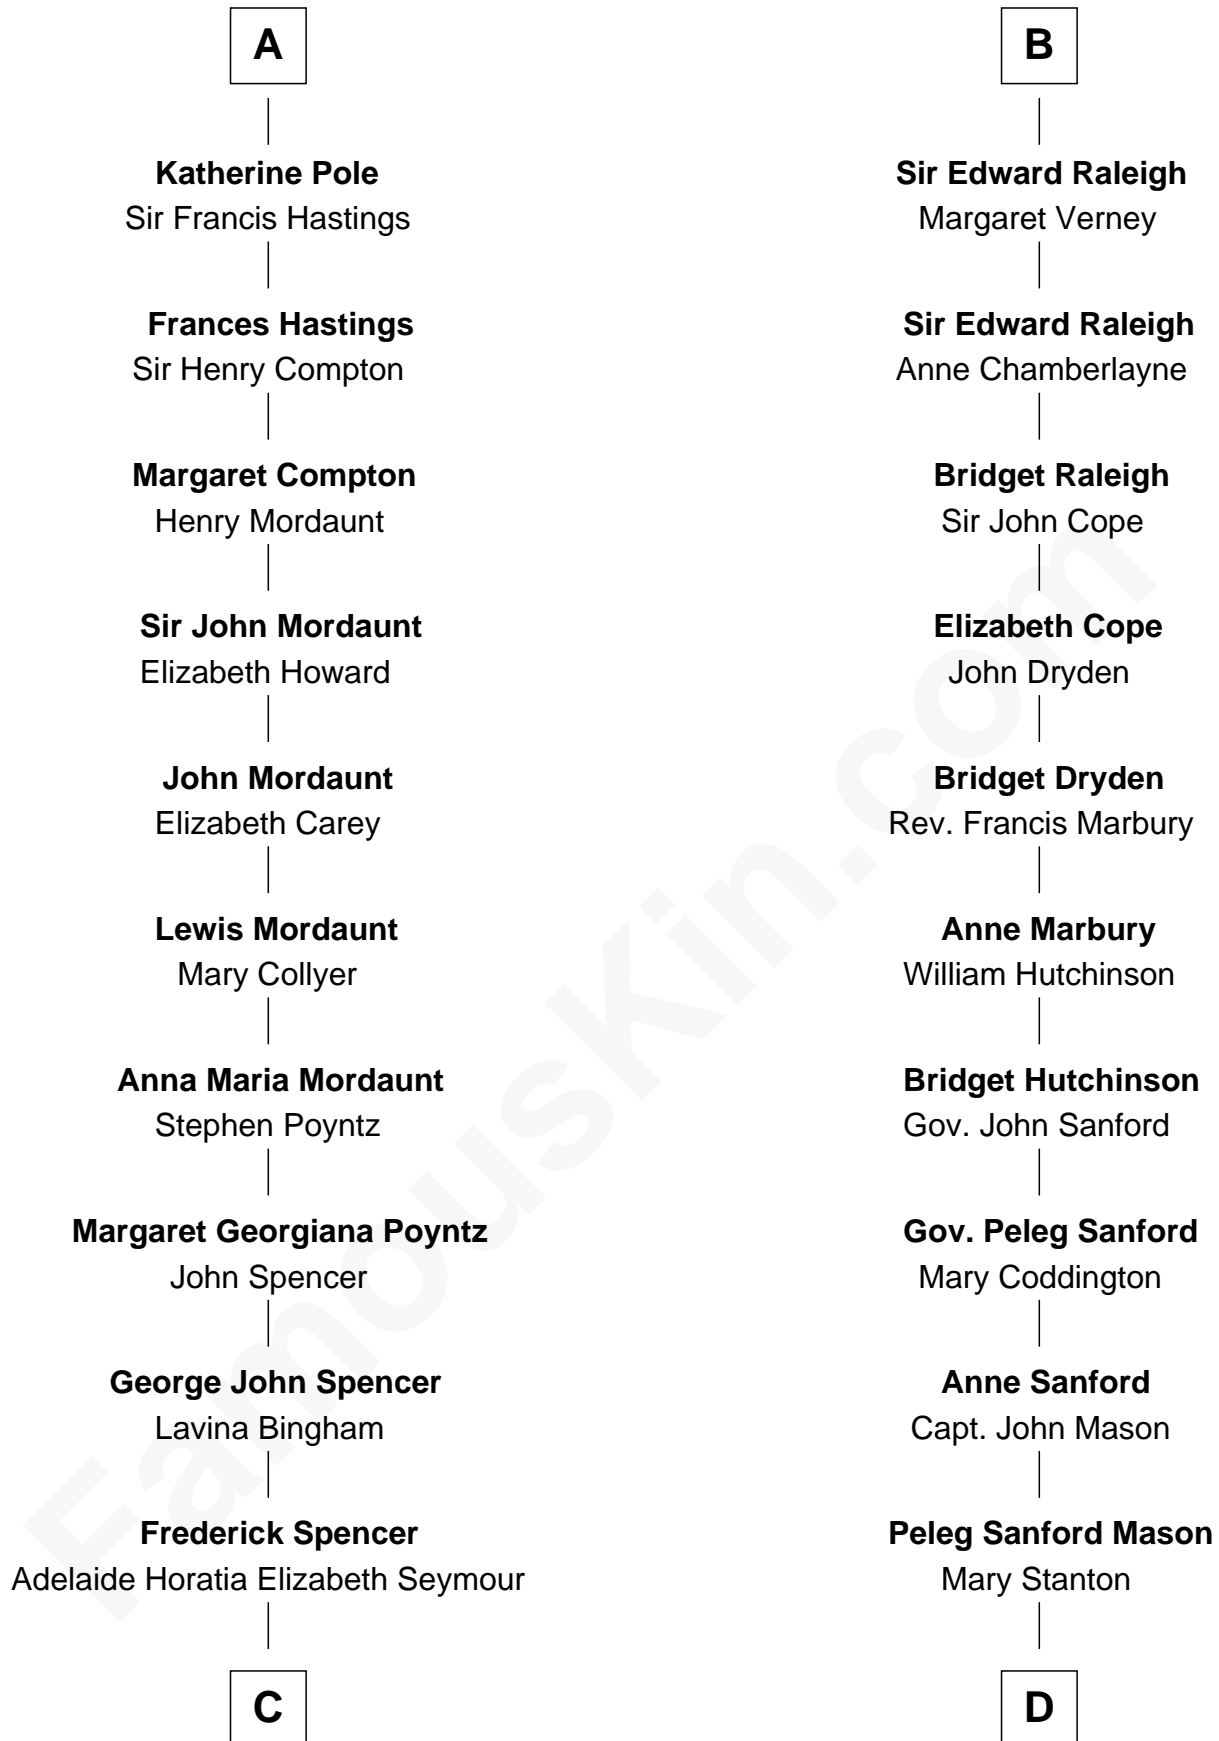 A
Katherine Pole
Sir Francis Hastings
Frances Hastings
Sir Henry Compton
Margaret Compton
Henry Mordaunt
Sir John Mordaunt
Elizabeth Howard
John Mordaunt
Elizabeth Carey
Lewis Mordaunt
Mary Collyer
Anna Maria Mordaunt
Stephen Poyntz
Margaret Georgiana Poyntz
John Spencer
George John Spencer
Lavina Bingham
Frederick Spencer
Adelaide Horatia Elizabeth Seymour
C
B
Sir Edward Raleigh
Margaret Verney
Sir Edward Raleigh
Anne Chamberlayne
Bridget Raleigh
Sir John Cope
Elizabeth Cope
John Dryden
Bridget Dryden
Rev. Francis Marbury
Anne Marbury
William Hutchinson
Bridget Hutchinson
Gov. John Sanford
Gov. Peleg Sanford
Mary Coddington
Anne Sanford
Capt. John Mason
Peleg Sanford Mason
Mary Stanton
D
FamousKin.com